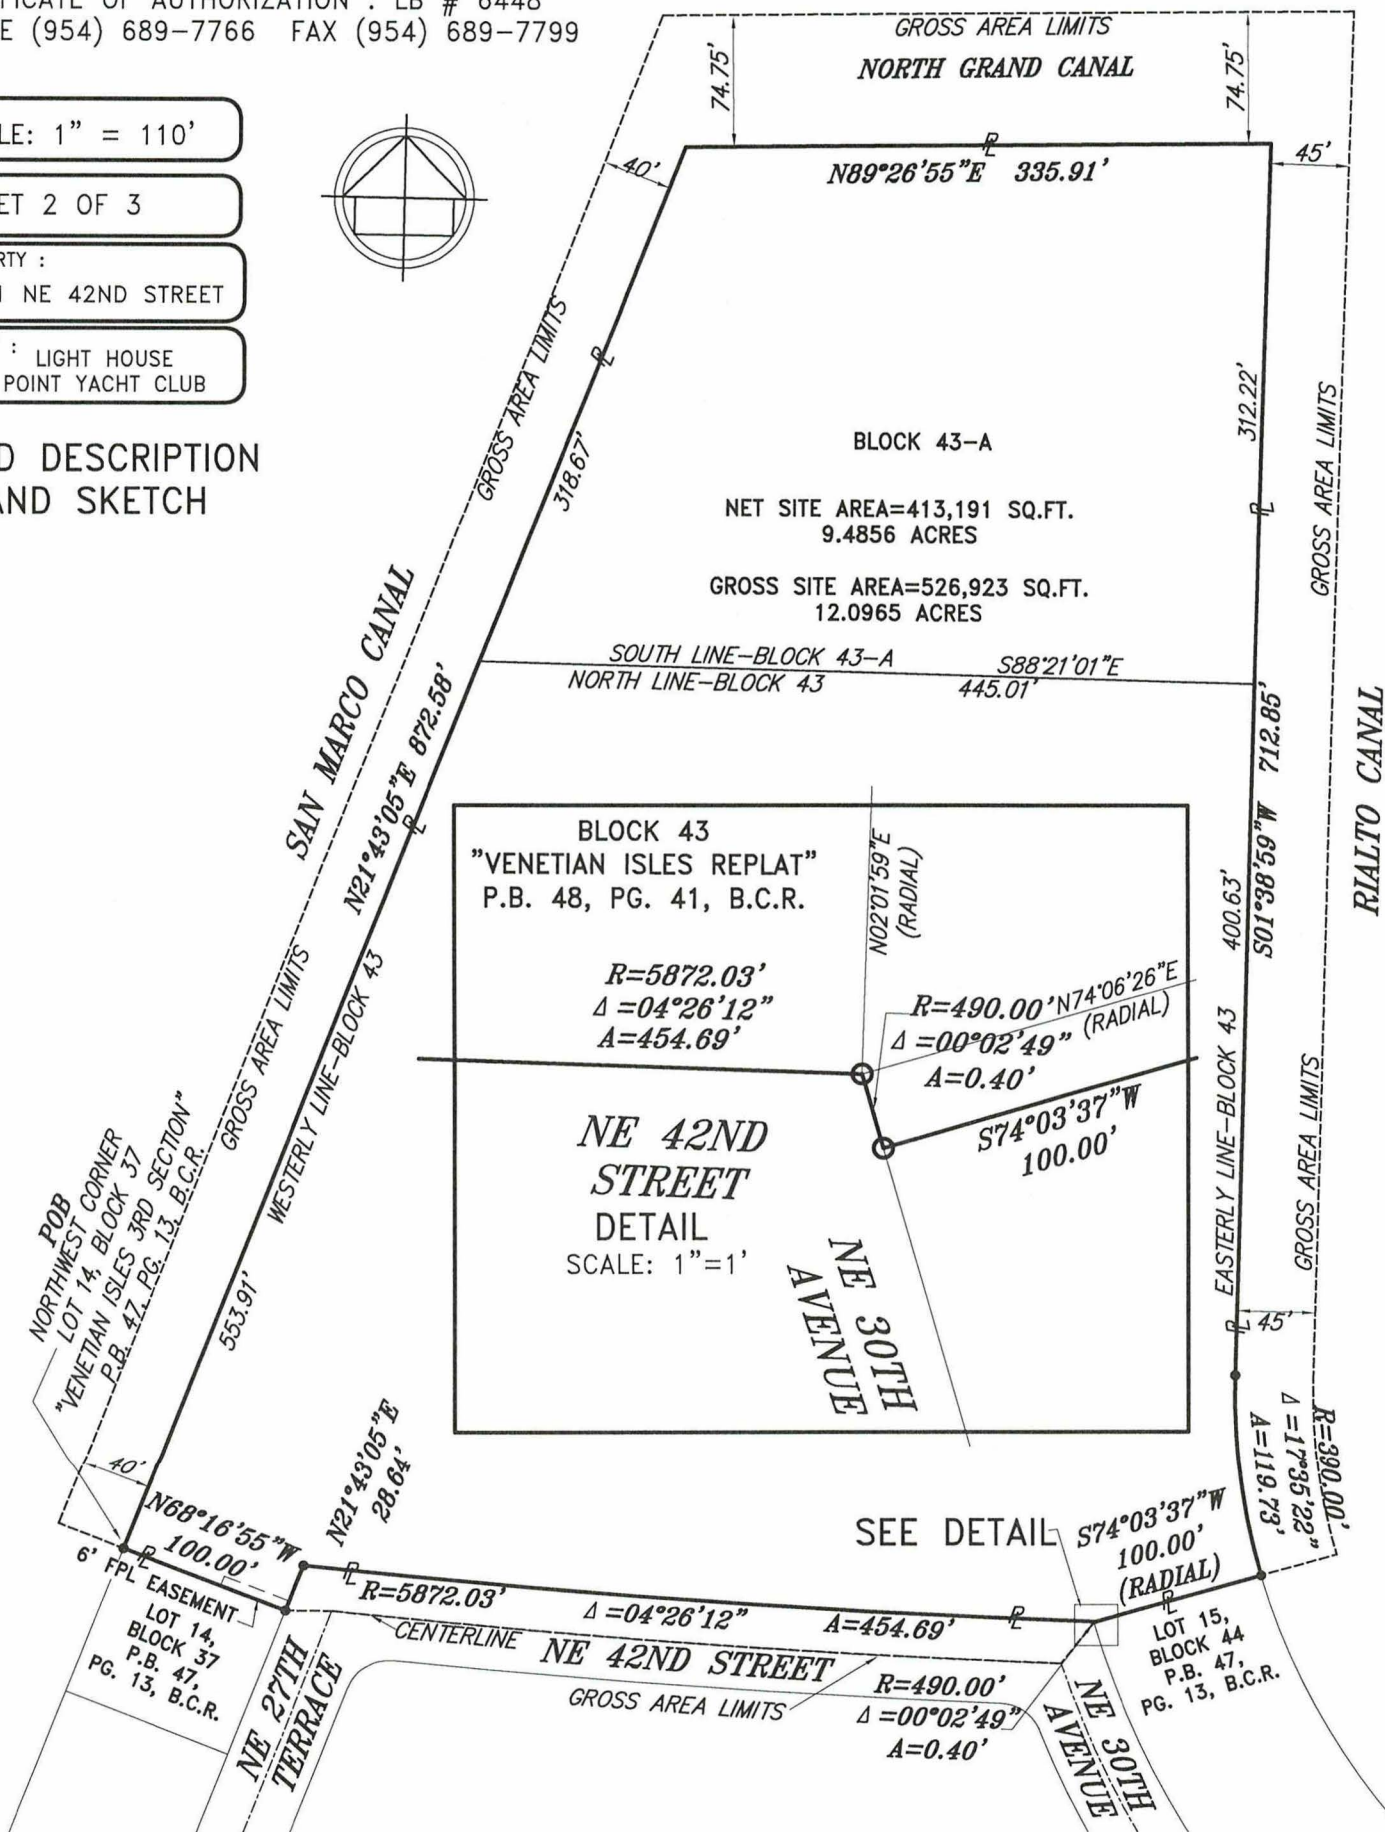 FICATE OF AUTHORIZATION : LB # 6448
E (954) 689-7766 FAX (954) 689-7799
LE: 1" = 110'
ET 2 OF 3
RTY :
NE 42ND STREET
: LIGHT HOUSE
POINT YACHT CLUB
D DESCRIPTION
AND SKETCH
GROSS AREA LIMITS
NORTH GRAND CANAL
74.75'
74.75'
40'
45'
N89°26'55"E 335.91'
GROSS AREA LIMITS
318.67'
312.22'
GROSS AREA LIMITS
BLOCK 43-A
NET SITE AREA=413,191 SQ.FT.
9.4856 ACRES
GROSS SITE AREA=526,923 SQ.FT.
12.0965 ACRES
SOUTH LINE-BLOCK 43-A S88°21'01"E
NORTH LINE-BLOCK 43 445.01'
SAN MARCO CANAL
N21°43'05"E 872.58'
S01°38'59"W 712.85'
RIALTO CANAL
BLOCK 43
"VENETIAN ISLES REPLAT"
P.B. 48, PG. 41, B.C.R.
N02°01'59"E
(RADIAL)
R=5872.03'
Δ=04°26'12"
A=454.69'
R=490.00'
Δ=00°02'49"
A=0.40'
N74°06'26"E
(RADIAL)
S74°03'37"W
100.00'
NE 42ND
STREET
DETAIL
SCALE: 1"=1'
NE 30TH
AVENUE
GROSS AREA LIMITS
WESTERLY LINE-BLOCK 43
553.91'
EASTERLY LINE-BLOCK 43 400.63'
GROSS AREA LIMITS
45'
POB
NORTHWEST CORNER
LOT 14, BLOCK 37
"VENETIAN ISLES 3RD SECTION"
P.B. 47, PG. 13, B.C.R.
40'
N68°16'55"W
100.00'
N21°43'05"E
28.64'
6' FPL EASEMENT
LOT 14,
BLOCK 37
P.B. 47,
PG. 13, B.C.R.
R=5872.03' Δ=04°26'12" A=454.69'
CENTERLINE
NE 42ND STREET
GROSS AREA LIMITS
NE 27TH
TERRACE
SEE DETAIL
S74°03'37"W
100.00'
(RADIAL)
R=390.00'
Δ=17°35'22"
A=119.73'
LOT 15,
BLOCK 44
P.B. 47,
PG. 13, B.C.R.
R=490.00'
Δ=00°02'49"
A=0.40'
NE 30TH
AVENUE